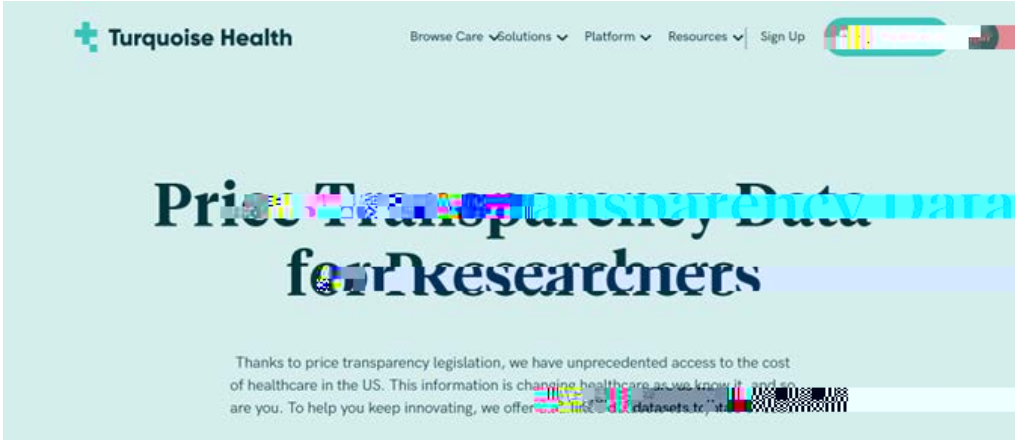 Turquoise Health
Browse Care Solutions Platform Resources Sign Up
Price Transparency Data
for Researchers
Thanks to price transparency legislation, we have unprecedented access to the cost
of healthcare in the US. This information is changing healthcare as we know it, and so
are you. To help you keep innovating, we offer datasets